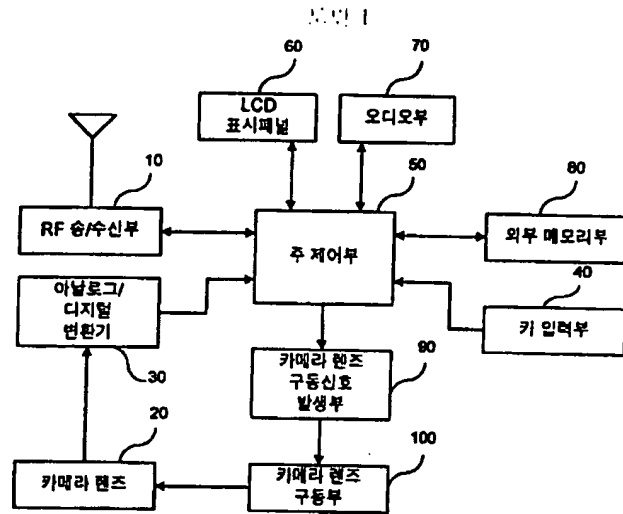 도면 1
60
70
LCD
표시패널
오디오부
10
50
80
RF 송/수신부
주 제어부
외부 메모리부
아날로그/
디지털
변환기
40
키 입력부
30
카메라 렌즈
구동신호
발생부
90
20
100
카메라 렌즈
카메라 렌즈
구동부